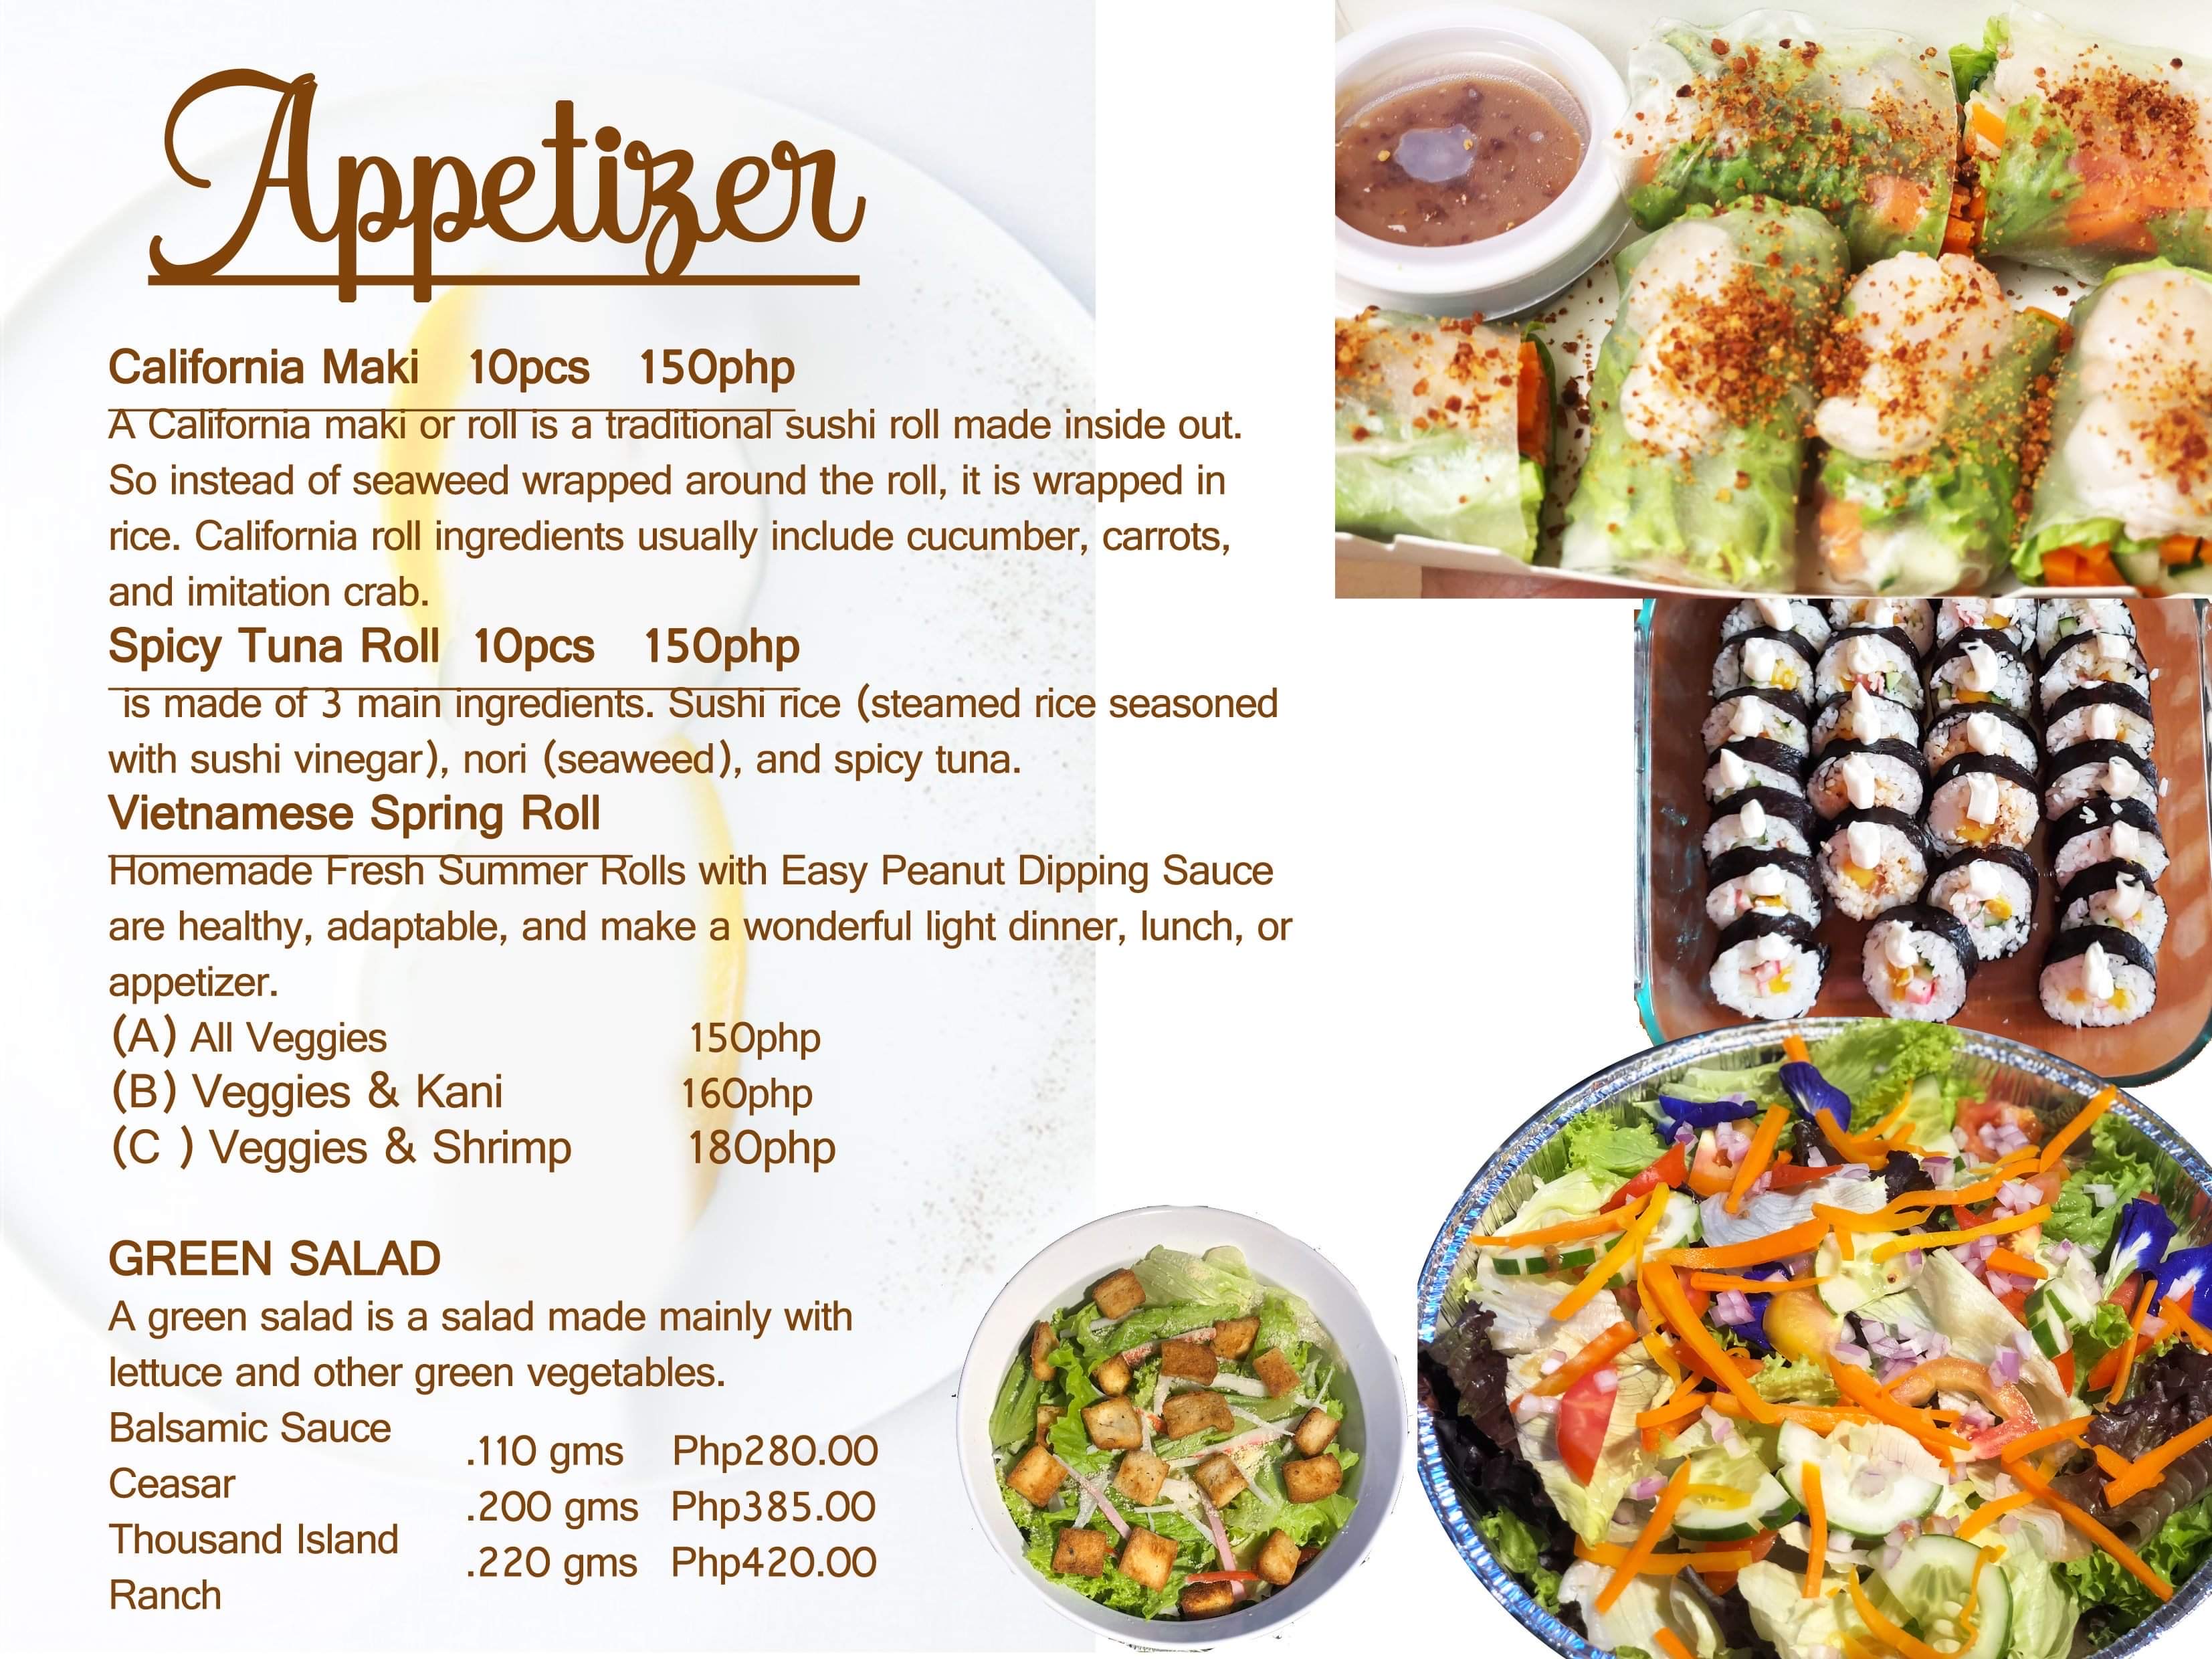 Appetizer
California Maki 10pcs 150php
A California maki or roll is a traditional sushi roll made inside out.
So instead of seaweed wrapped around the roll, it is wrapped in
rice. California roll ingredients usually include cucumber, carrots,
and imitation crab.
Spicy Tuna Roll 10pcs 150php
is made of 3 main ingredients. Sushi rice (steamed rice seasoned
with sushi vinegar), nori (seaweed), and spicy tuna.
Vietnamese Spring Roll
Homemade Fresh Summer Rolls with Easy Peanut Dipping Sauce
are healthy, adaptable, and make a wonderful light dinner, lunch, or
appetizer.
(A) All Veggies 150php
(B) Veggies & Kani 160php
(C ) Veggies & Shrimp 180php
GREEN SALAD
A green salad is a salad made mainly with
lettuce and other green vegetables.
Balsamic Sauce
Ceasar
Thousand Island
Ranch
.110 gms Php280.00
.200 gms Php385.00
.220 gms Php420.00